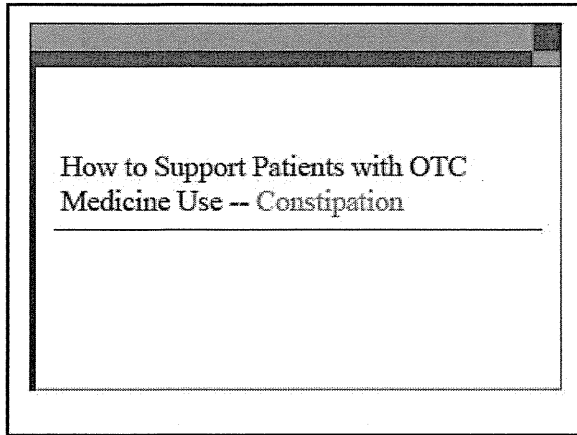 How to Support Patients with OTC
Medicine Use -- Constipation